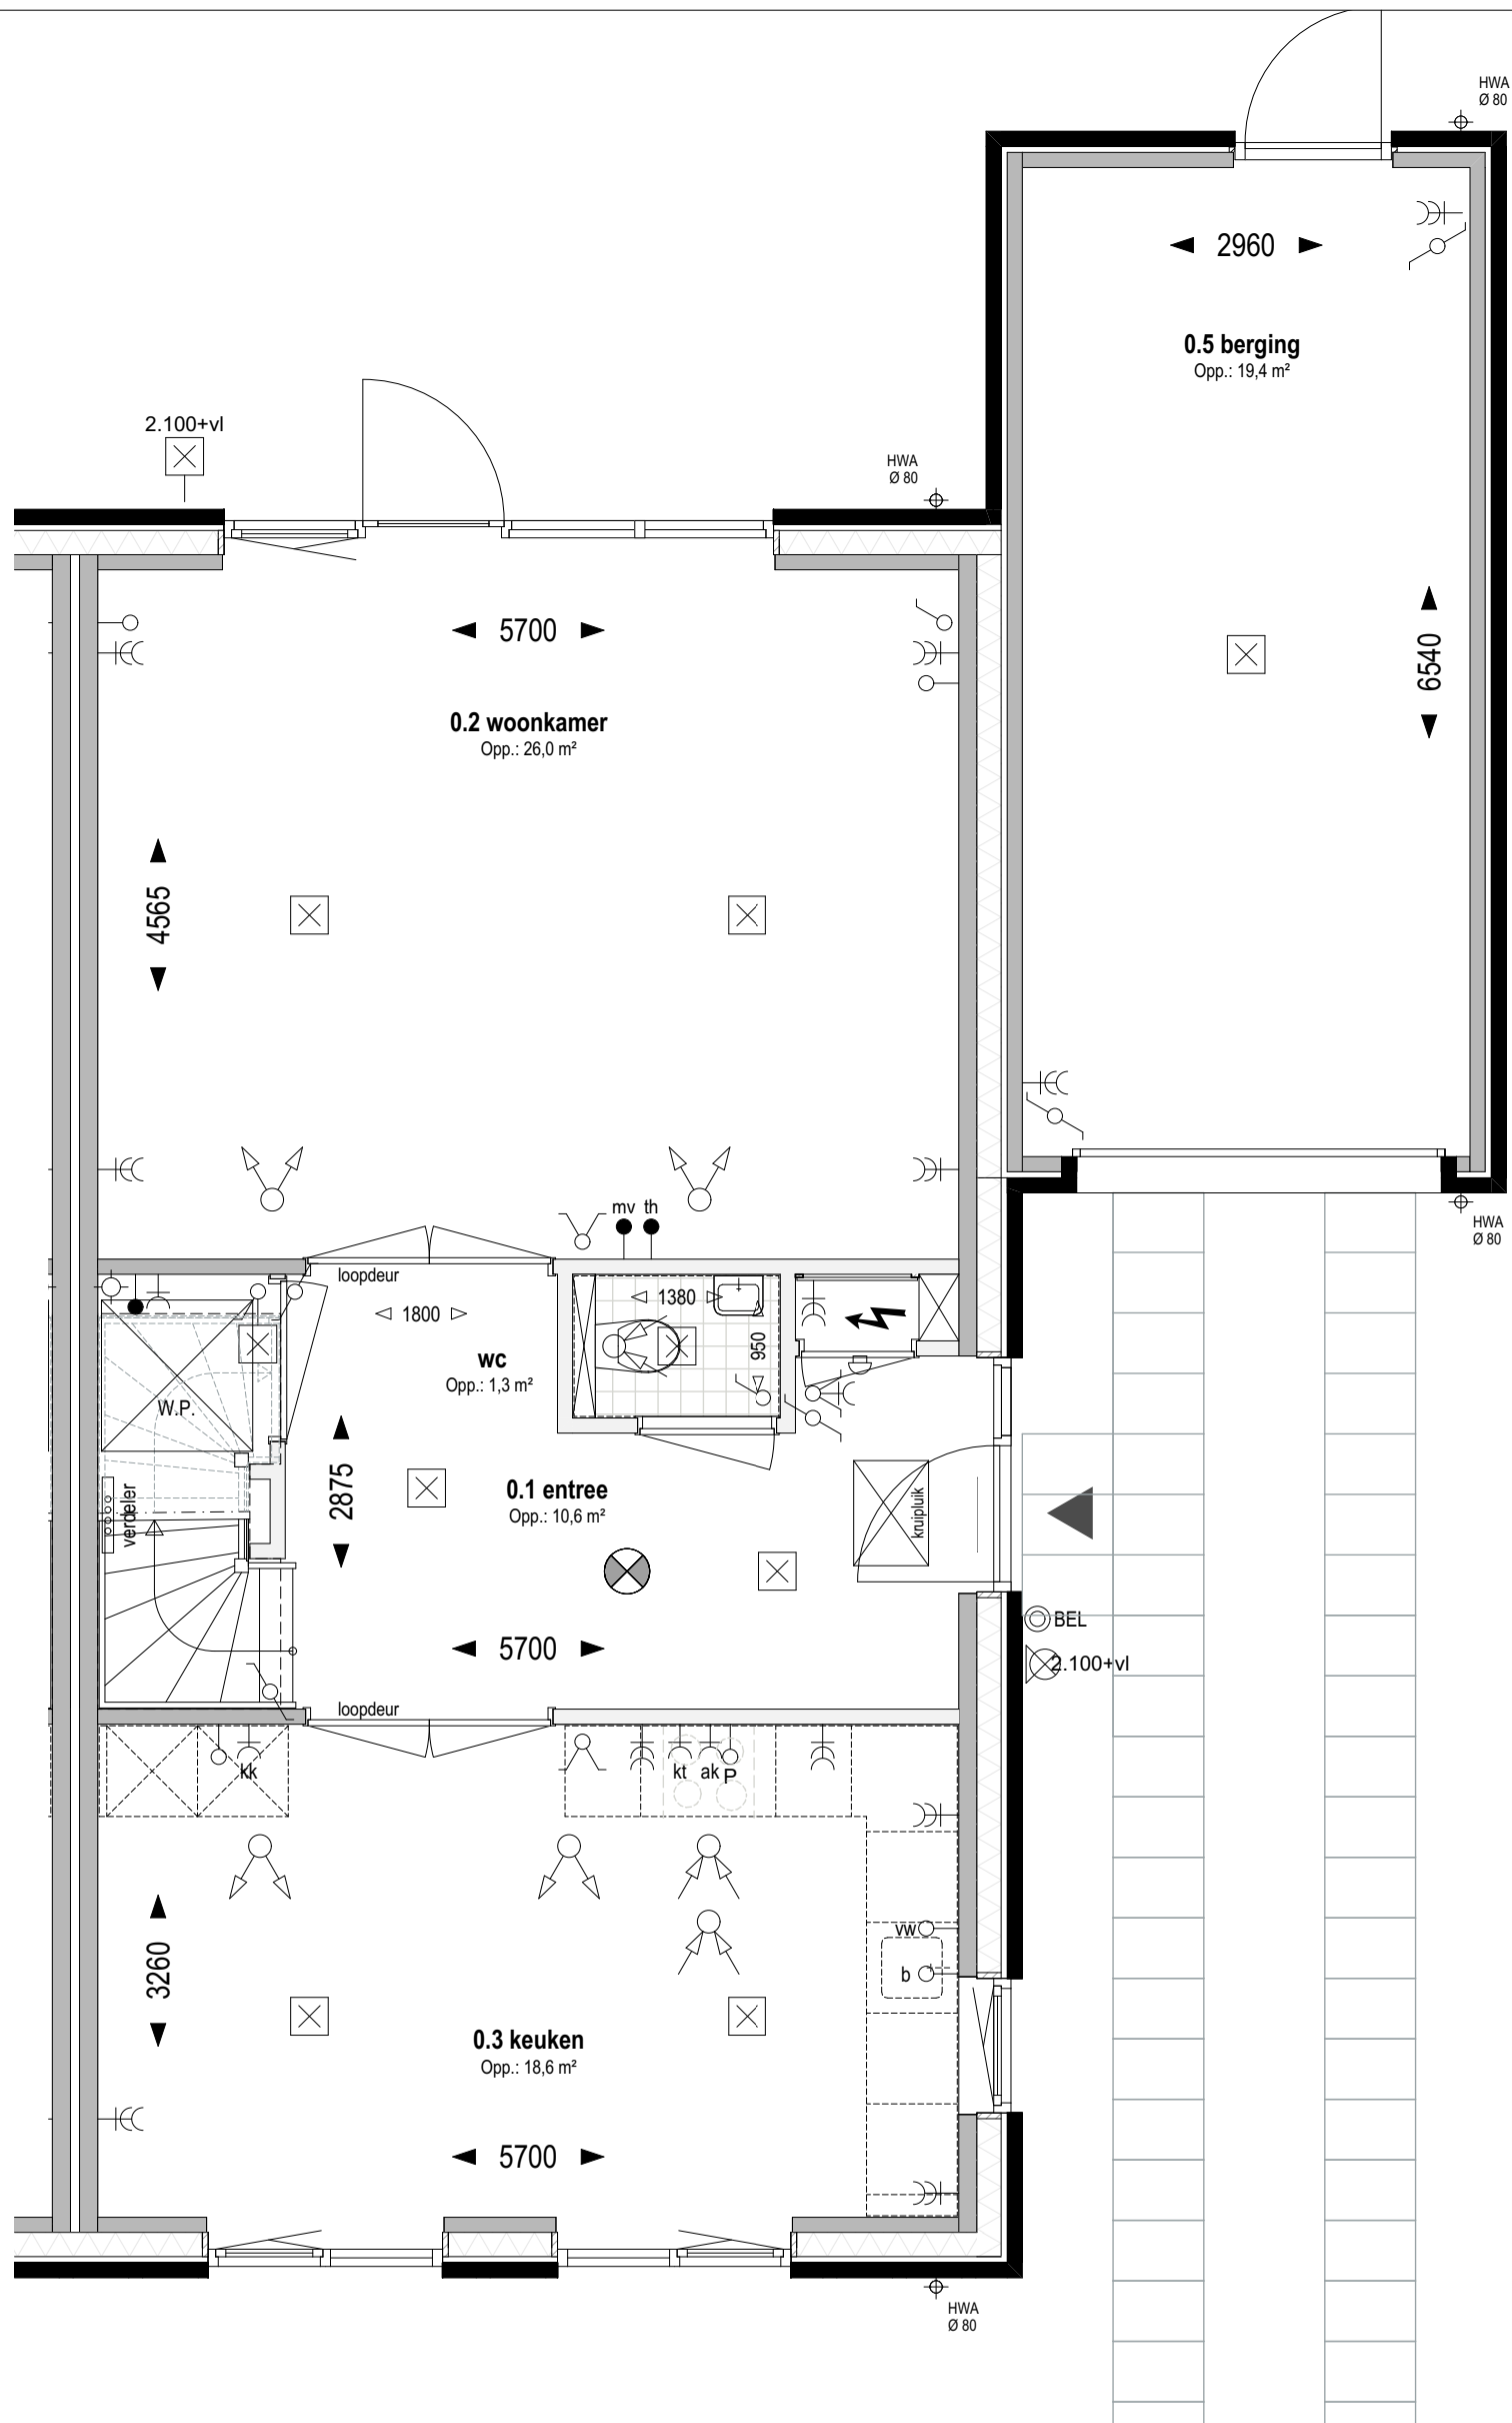 HWA
Ø 80
2960
0.5 berging
Opp.: 19,4 m²
2.100+vl
HWA
Ø 80
5700
6540
0.2 woonkamer
Opp.: 26,0 m²
4565
mv th
HWA
Ø 80
loopdeur
1800
1380
950
wc
Opp.: 1,3 m²
W.P.
2875
0.1 entree
Opp.: 10,6 m²
kruipluik
verdeler
BEL
5700
2.100+vl
loopdeur
kk
kt ak P
vw
b
3260
0.3 keuken
Opp.: 18,6 m²
5700
HWA
Ø 80